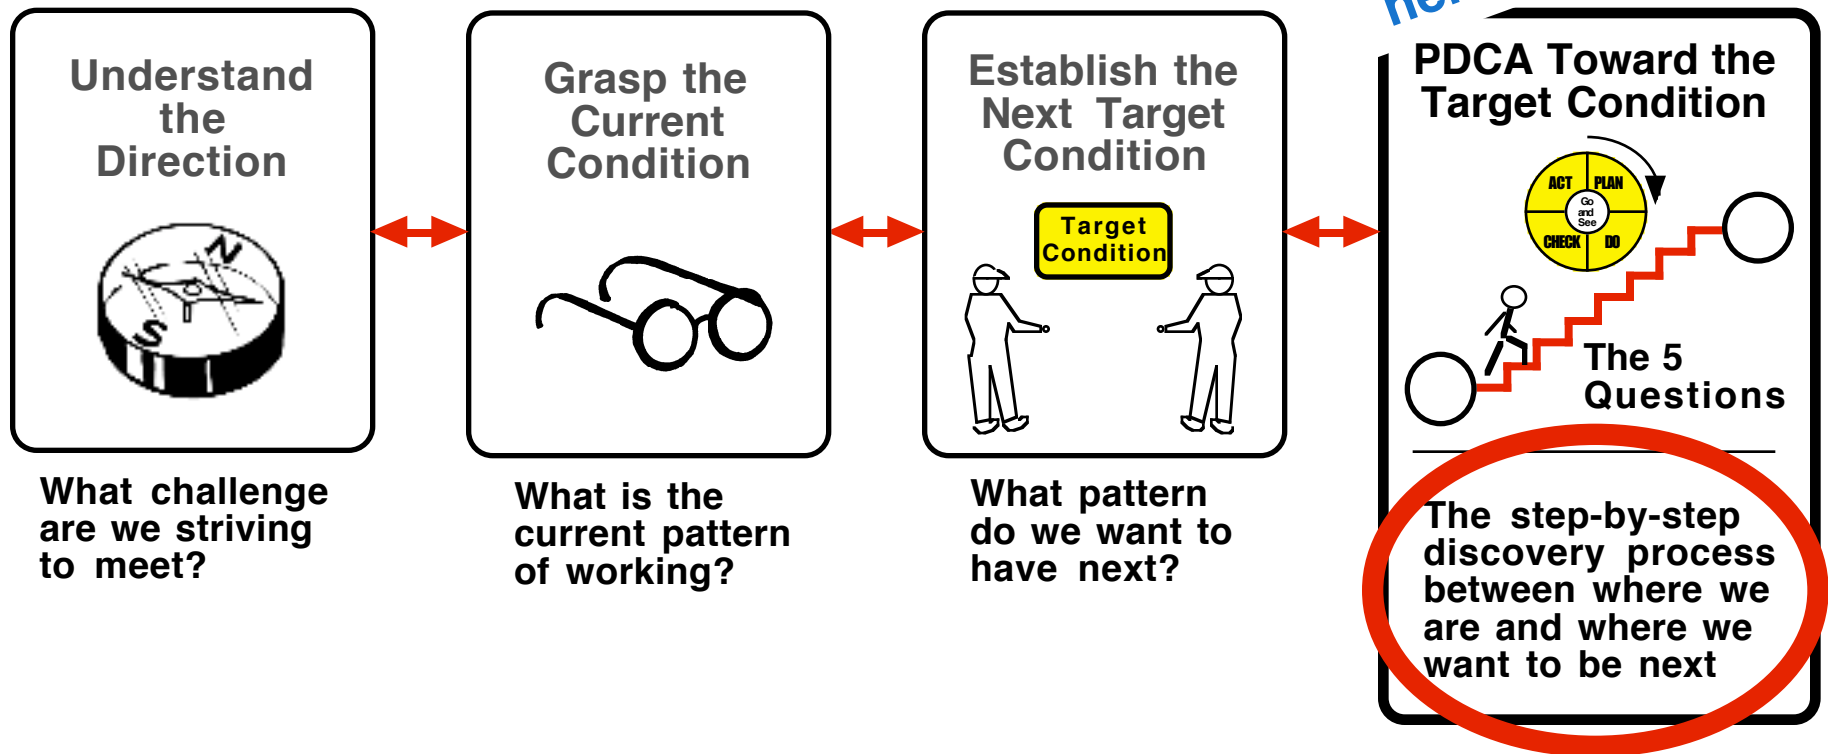 Understand
the
Direction
What challenge
are we striving
to meet?
Grasp the
Current
Condition
What is the
current pattern
of working?
Establish the
Next Target
Condition
Target
Condition
What pattern
do we want to
have next?
PDCA Toward the
Target Condition
ACT PLAN
Go
and
See
CHECK DO
The 5
Questions
The step-by-step
discovery process
between where we
are and where we
want to be next
N
S